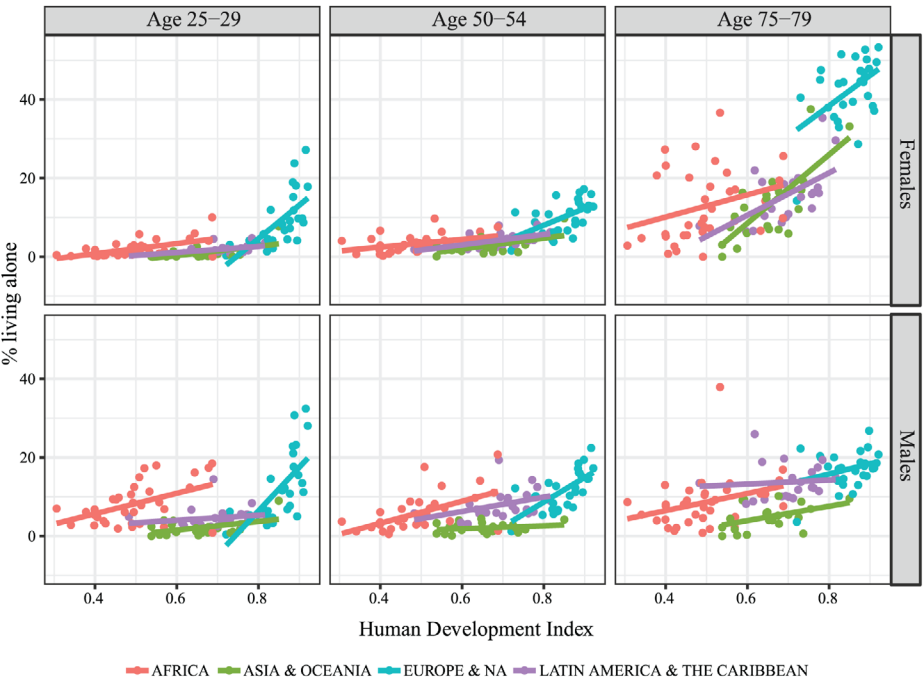 Age 25−29 Age 50−54 Age 75−79
40
20
0
Females
% living alone
40
20
0
Males
0.4 0.6 0.8 0.4 0.6 0.8 0.4 0.6 0.8
Human Development Index
AFRICA ASIA & OCEANIA EUROPE & NA LATIN AMERICA & THE CARIBBEAN